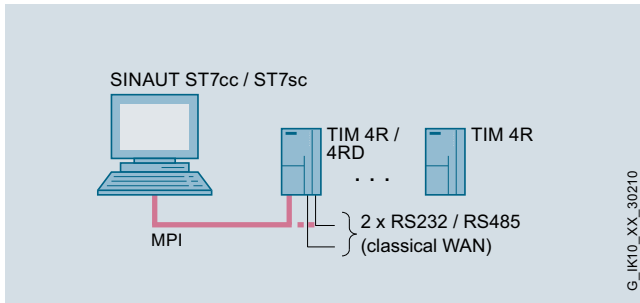 SINAUT ST7cc / ST7sc
TIM 4R /
4RD
TIM 4R
. . .
2 x RS232 / RS485
(classical WAN)
MPI
G_IK10_XX_30210